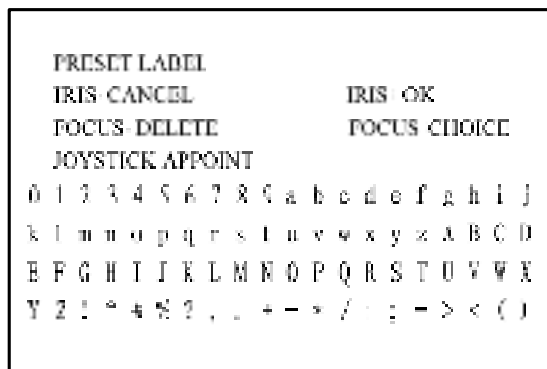 PRESET LABEL
IRIS-CANCEL IRIS- OK
FOCUS-DELETE FOCUS-CHOICE
JOYSTICK-APPOINT
0 1 2 3 4 5 6 7 8 9 a b c d e f g h i j
k l m n o p q r s t u v w x y z A B C D
E F G H I J K L M N O P Q R S T U V W X
Y Z ! * # % ? , . + - * / : ; = > < ( )